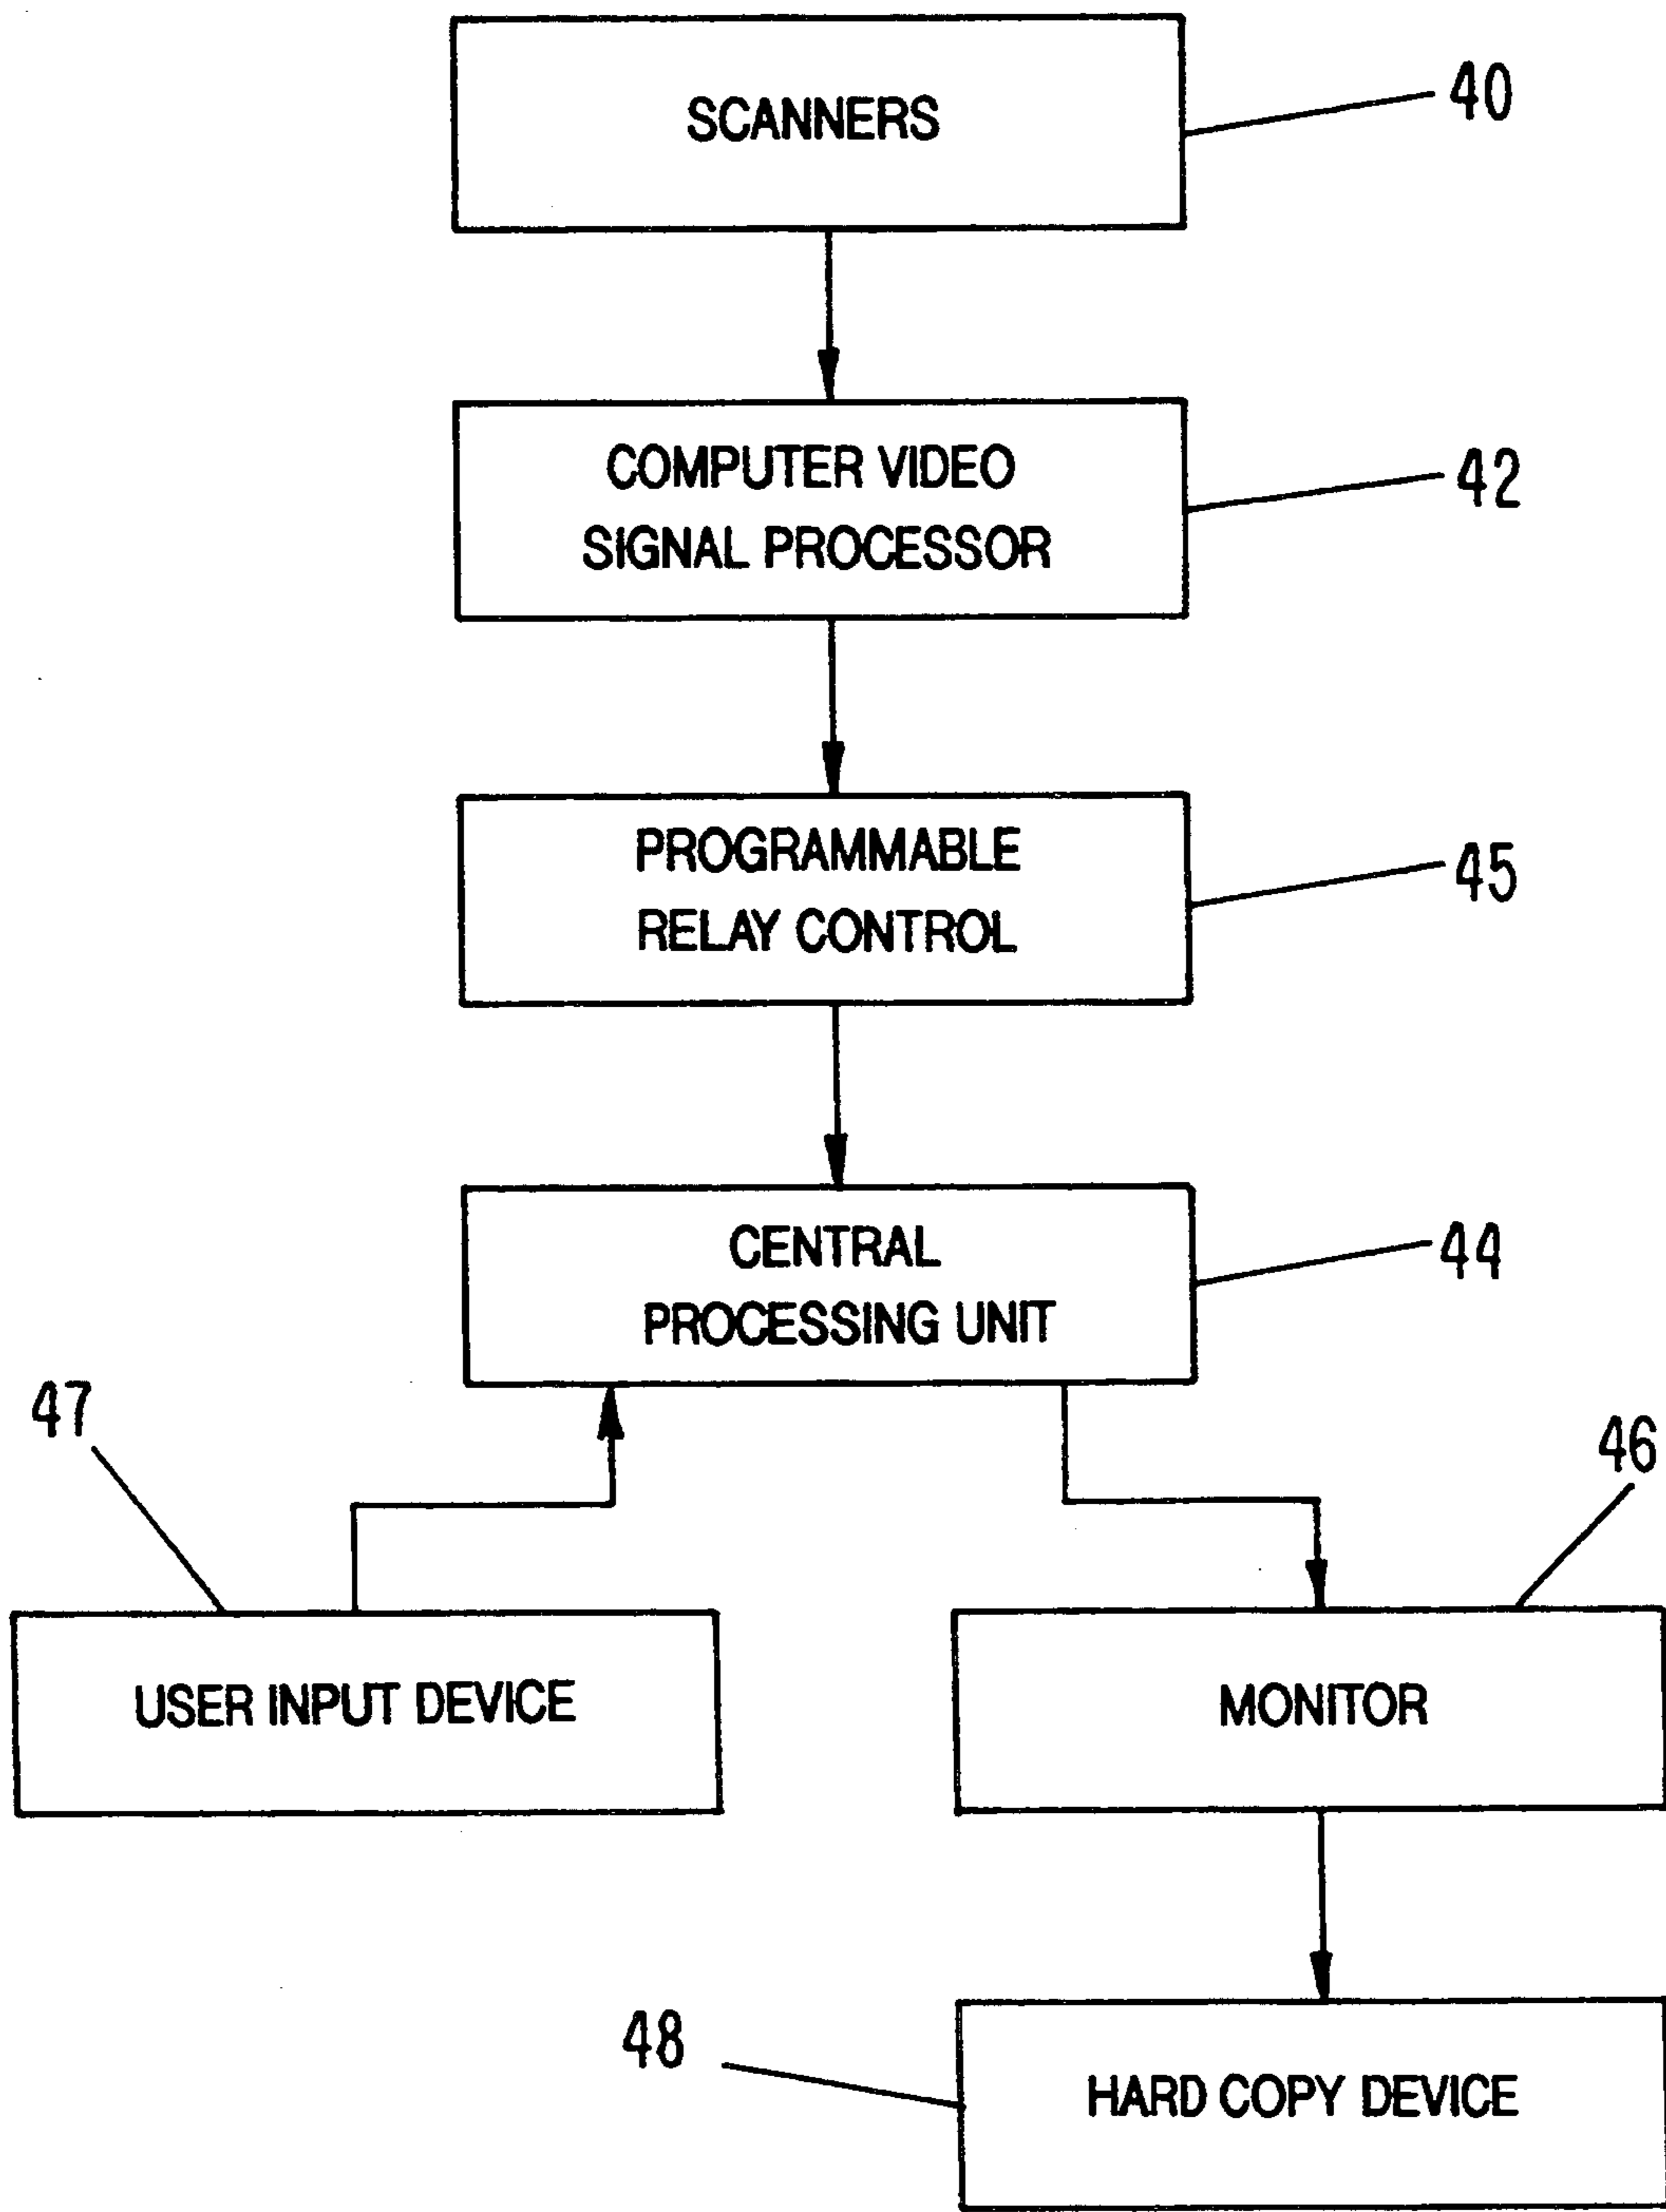 SCANNERS
40
COMPUTER VIDEO
SIGNAL PROCESSOR
42
PROGRAMMABLE
RELAY CONTROL
45
CENTRAL
PROCESSING UNIT
44
47
46
USER INPUT DEVICE
MONITOR
48
HARD COPY DEVICE